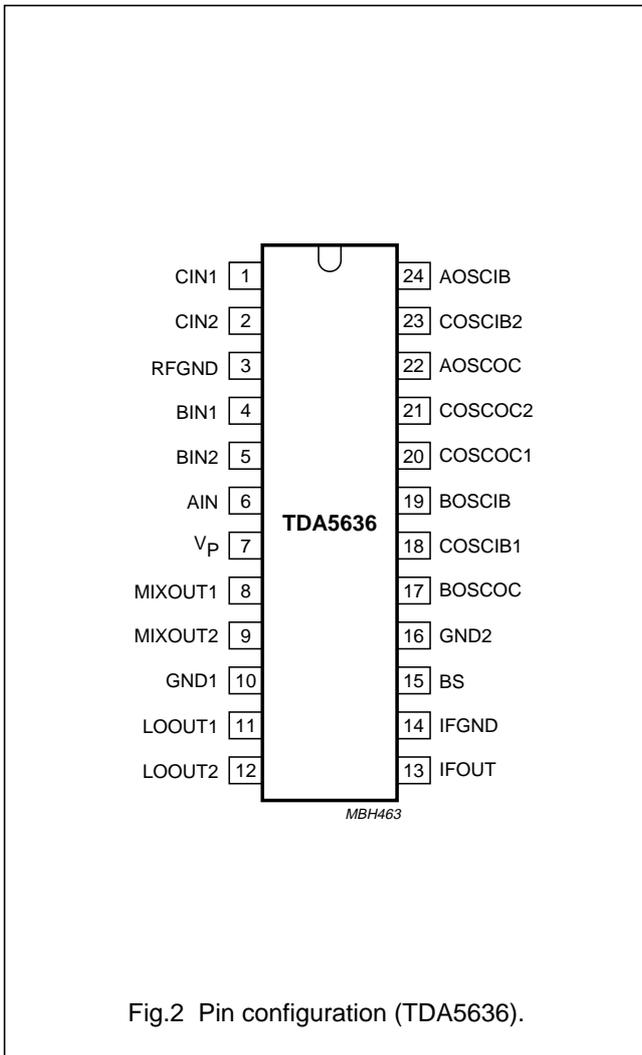 CIN1 1 24 AOSCIB
CIN2 2 23 COSCIB2
RFGND 3 22 AOSCOC
BIN1 4 21 COSCOC2
BIN2 5 20 COSCOC1
AIN 6 19 BOSCIB
TDA5636
VP 7 18 COSCIB1
MIXOUT1 8 17 BOSCOC
MIXOUT2 9 16 GND2
GND1 10 15 BS
LOOUT1 11 14 IFGND
LOOUT2 12 13 IFOUT
MBH463
Fig.2 Pin configuration (TDA5636).